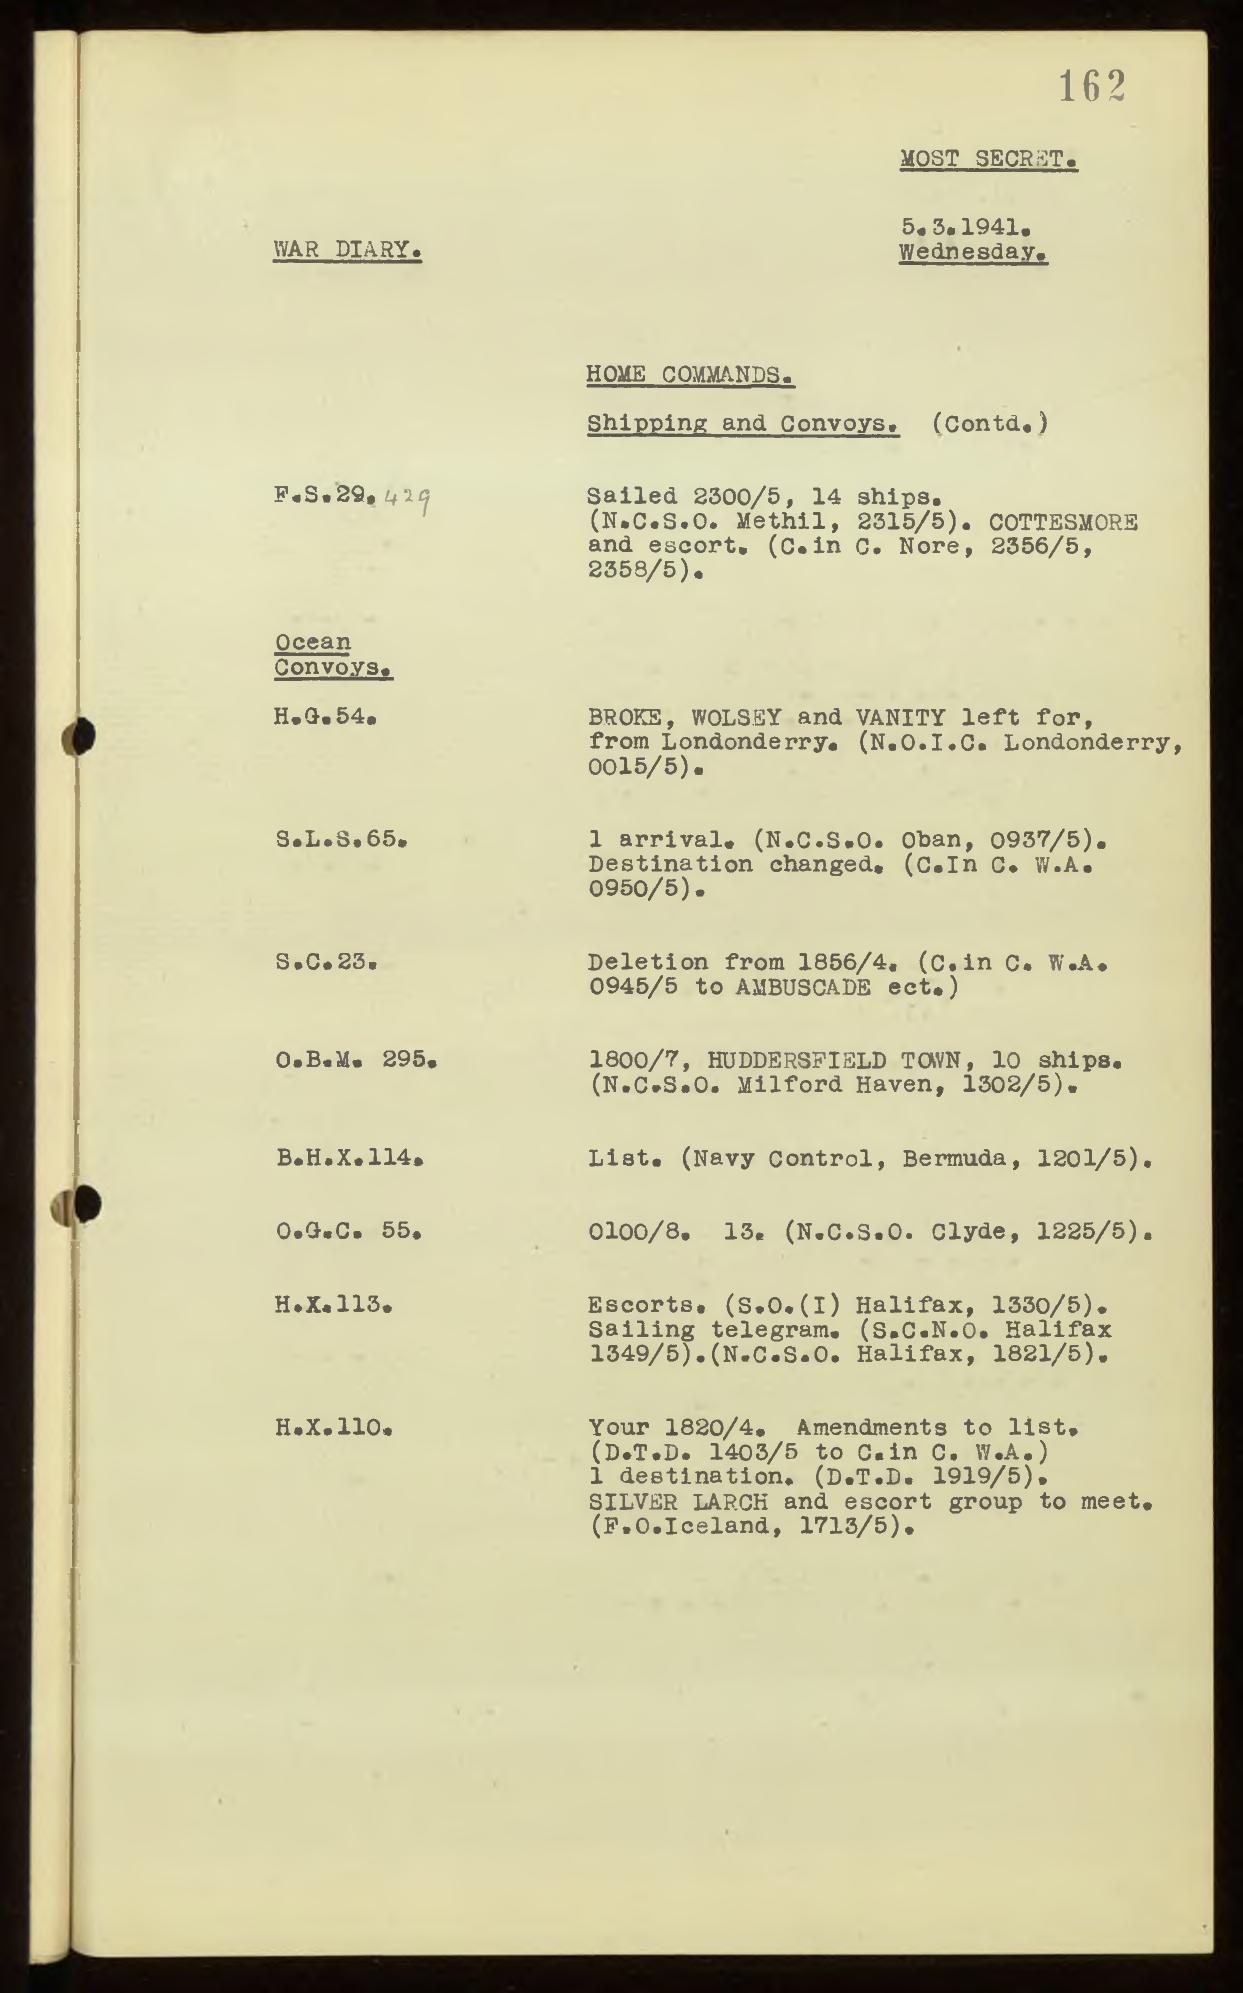 162
MOST SECRET.
5.3.1941.
WAR DIARY.
Wednesday.
HOME COMMANDS.
Shipping and Convoys. (Contd.)
F.S.29. 429 Sailed 2300/5, 14 ships.
(N.C.S.O. Methil, 2315/5). COTTESMORE
and escort. (C.in C. Nore, 2356/5,
2358/5).
Ocean
Convoys.
H.G.54. BROKE, WOLSEY and VANITY left for,
from Londonderry. (N.O.I.C. Londonderry,
0015/5).
S.L.S.65. 1 arrival. (N.C.S.O. Oban, 0937/5).
Destination changed. (C.In C. W.A.
0950/5).
S.C.23. Deletion from 1856/4. (C.in C. W.A.
0945/5 to AMBUSCADE ect.)
O.B.M. 295. 1800/7, HUDDERSFIELD TOWN, 10 ships.
(N.C.S.O. Milford Haven, 1302/5).
B.H.X.114. List. (Navy Control, Bermuda, 1201/5).
O.G.C. 55. 0100/8. 13. (N.C.S.O. Clyde, 1225/5).
H.X.113. Escorts. (S.O.(I) Halifax, 1330/5).
Sailing telegram. (S.C.N.O. Halifax
1349/5).(N.C.S.O. Halifax, 1821/5).
H.X.110. Your 1820/4. Amendments to list.
(D.T.D. 1403/5 to C.in C. W.A.)
1 destination. (D.T.D. 1919/5).
SILVER LARCH and escort group to meet.
(F.O.Iceland, 1713/5).